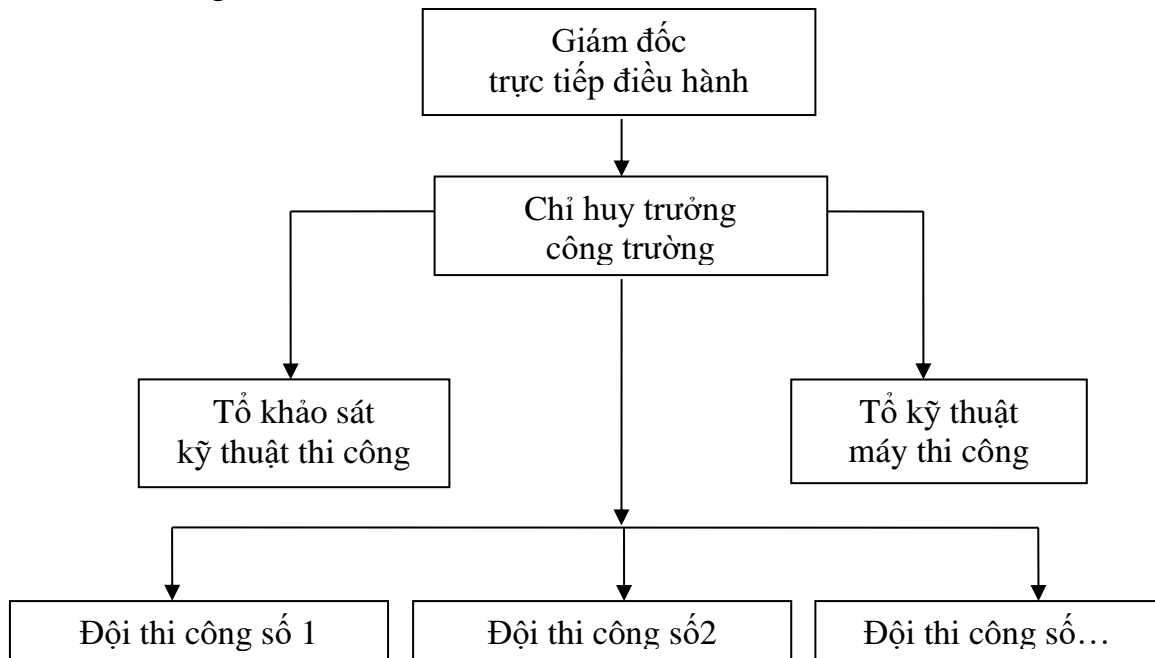 Giám đốc
trực tiếp điều hành
Chỉ huy trưởng
công trường
Tổ khảo sát
kỹ thuật thi công
Tổ kỹ thuật
máy thi công
Đội thi công số 1
Đội thi công số2
Đội thi công số…